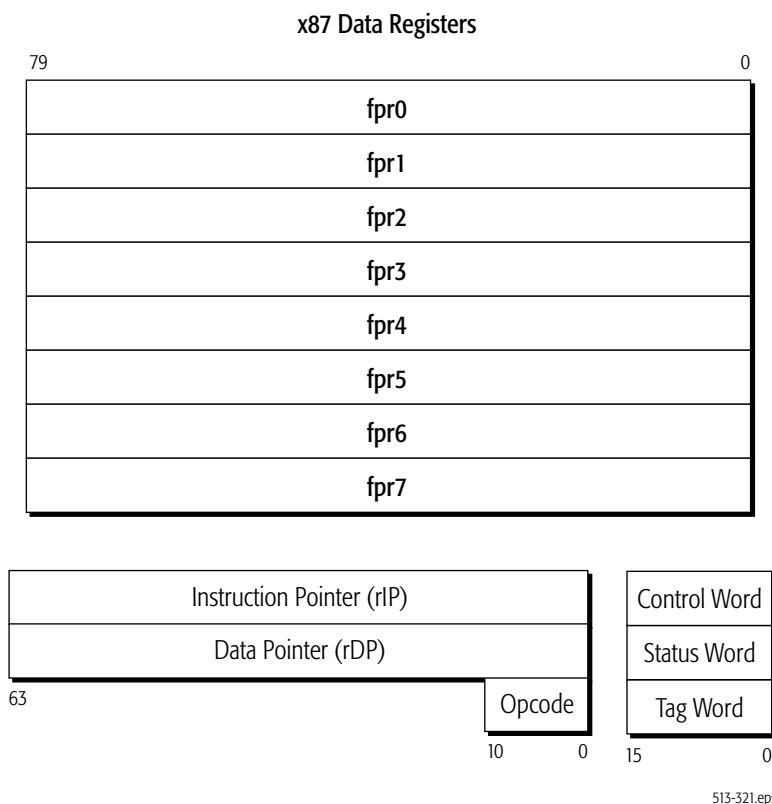 x87 Data Registers
79 0
fpr0
fpr1
fpr2
fpr3
fpr4
fpr5
fpr6
fpr7
Instruction Pointer (rIP) Control Word
Data Pointer (rDP) Status Word
63 Opcode Tag Word
10 0 15 0
513-321.ep